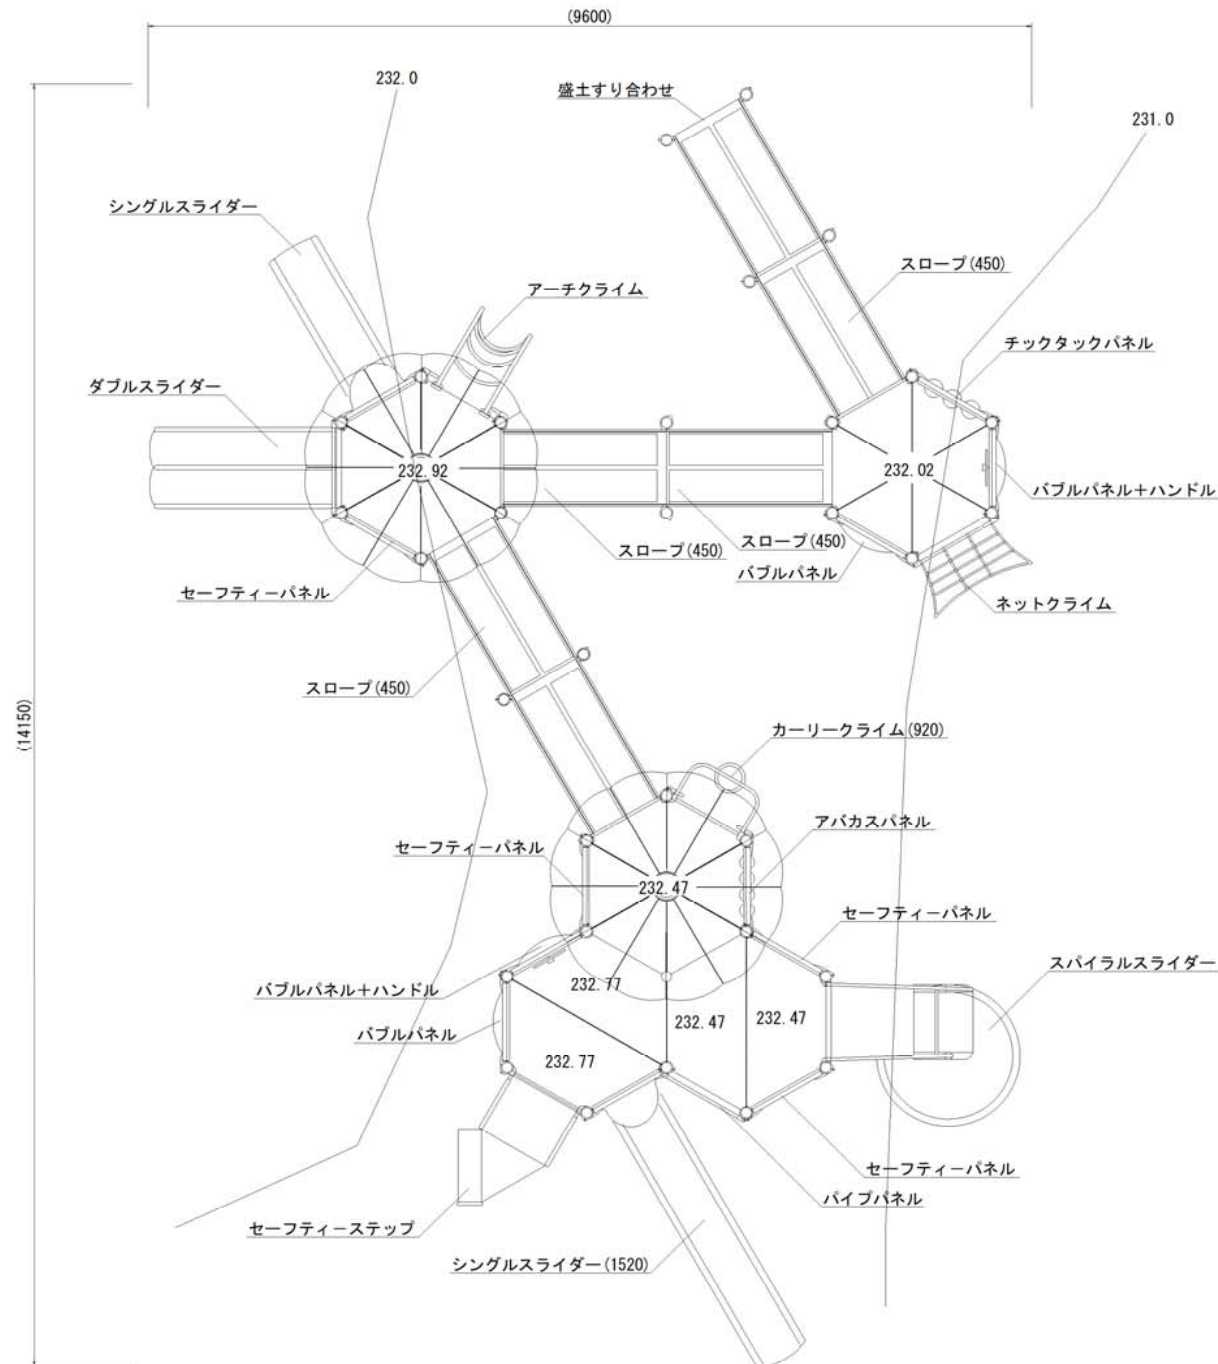 (9600)
232.0
盛土すり合わせ
231.0
シングルスライダー
スロープ(450)
アーチクライム
チックタックパネル
ダブルスライダー
232.92
232.02
バブルパネル＋ハンドル
スロープ(450)
スロープ(450)
バブルパネル
セーフティーパネル
ネットクライム
スロープ(450)
(14150)
カーリークライム(920)
アバカスパネル
セーフティーパネル
232.47
セーフティーパネル
スパイラルスライダー
バブルパネル＋ハンドル
232.77
232.47
232.47
バブルパネル
232.77
セーフティーパネル
パイプパネル
セーフティーステップ
シングルスライダー(1520)